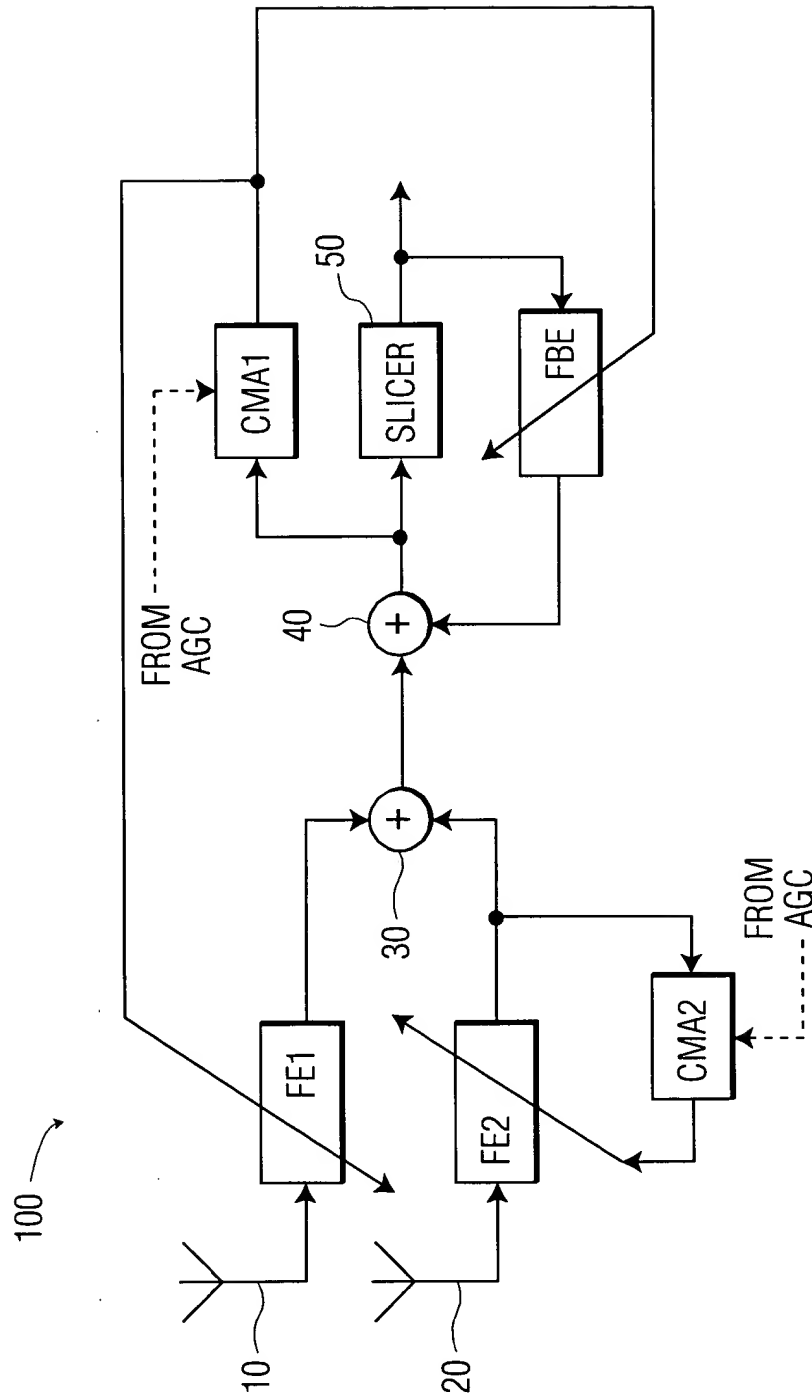 100
10
20
FE1
FE2
CMA2
FROM
AGC
30
40
FROM
AGC
CMA1
SLICER
50
FBE
+
+